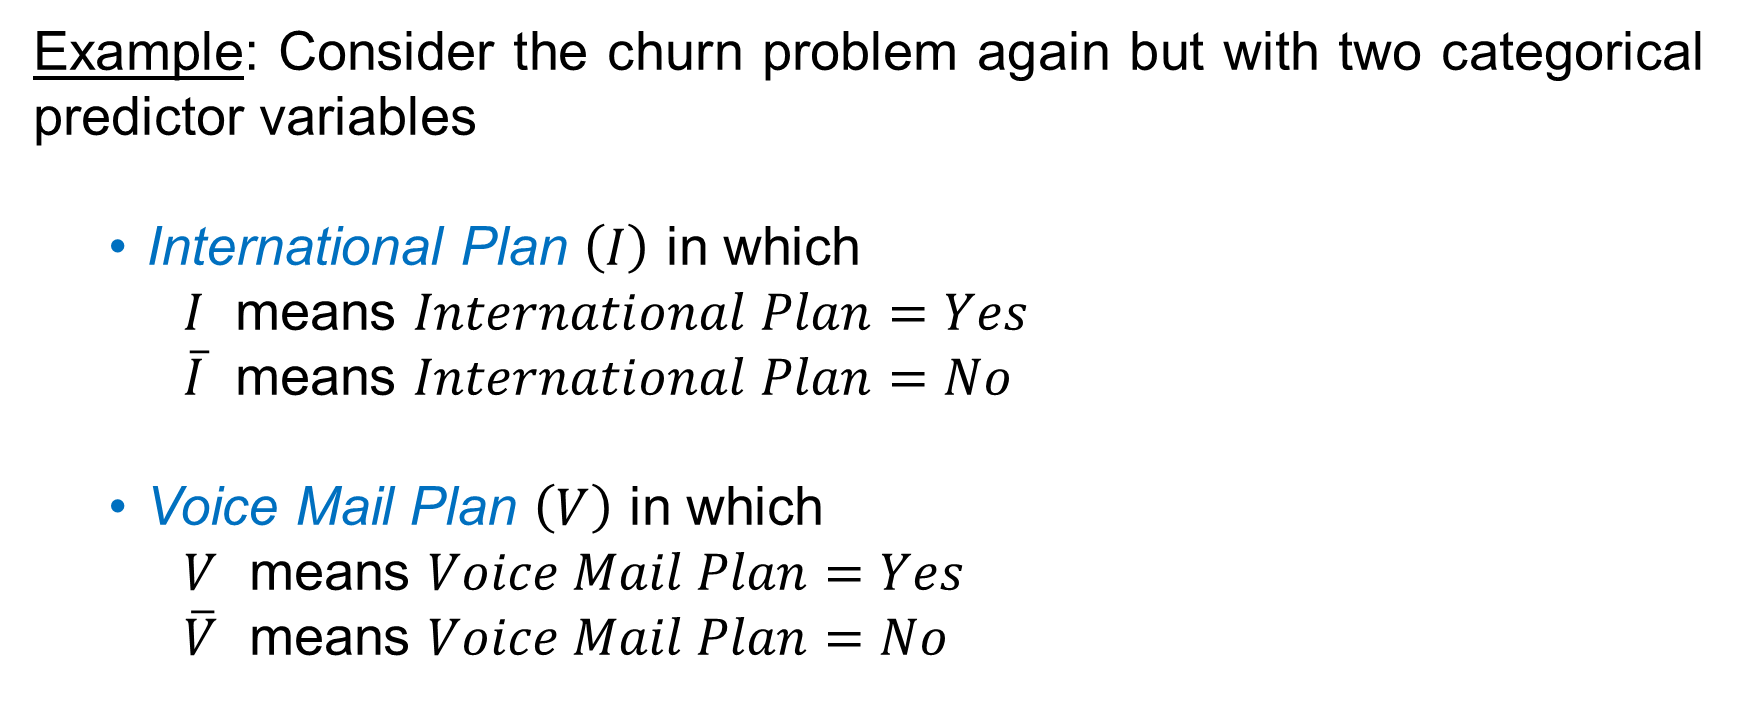 Example: Consider the churn problem again but with two categorical
predictor variables
• International Plan (I) in which
I means International Plan = Yes
Ī means International Plan = No
• Voice Mail Plan (V) in which
V means Voice Mail Plan = Yes
V̅ means Voice Mail Plan = No